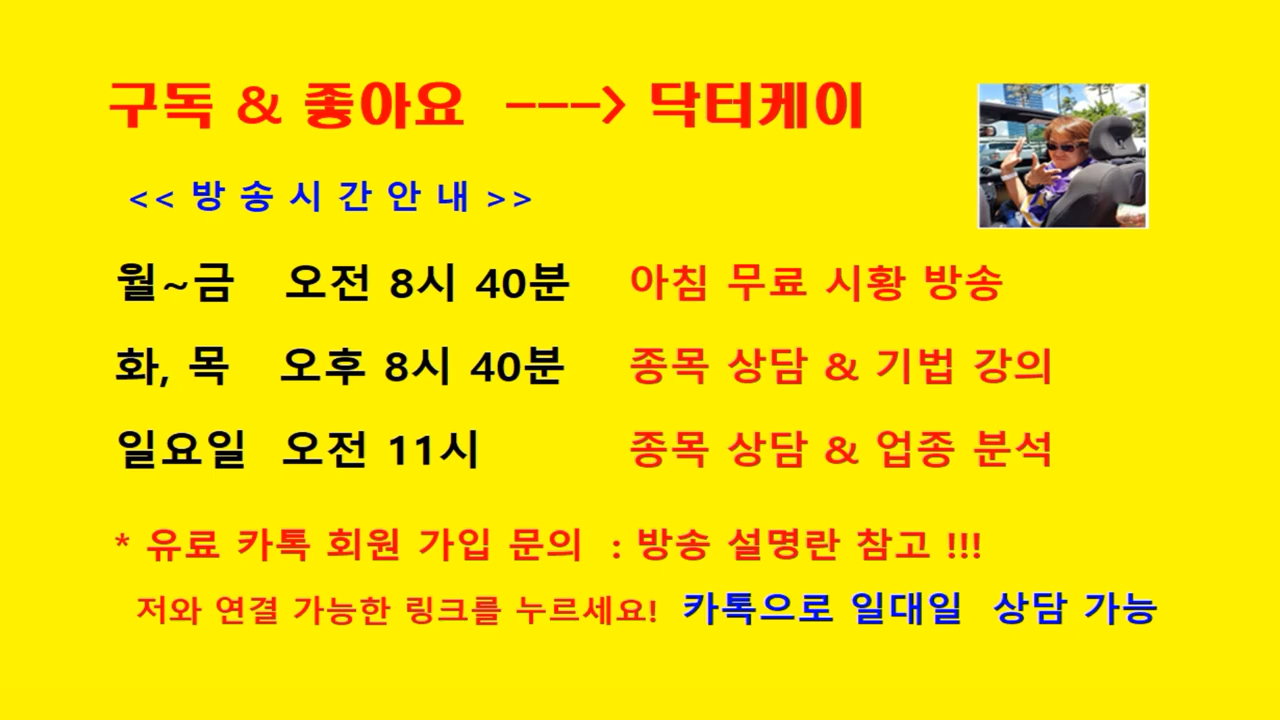 구독 & 좋아요 ---> 닥터케이
<< 방 송 시 간 안 내 >>
월~금 오전 8시 40분 아침 무료 시황 방송
화, 목 오후 8시 40분 종목 상담 & 기법 강의
일요일 오전 11시 종목 상담 & 업종 분석
* 유료 카톡 회원 가입 문의 : 방송 설명란 참고 !!!
저와 연결 가능한 링크를 누르세요! 카톡으로 일대일 상담 가능